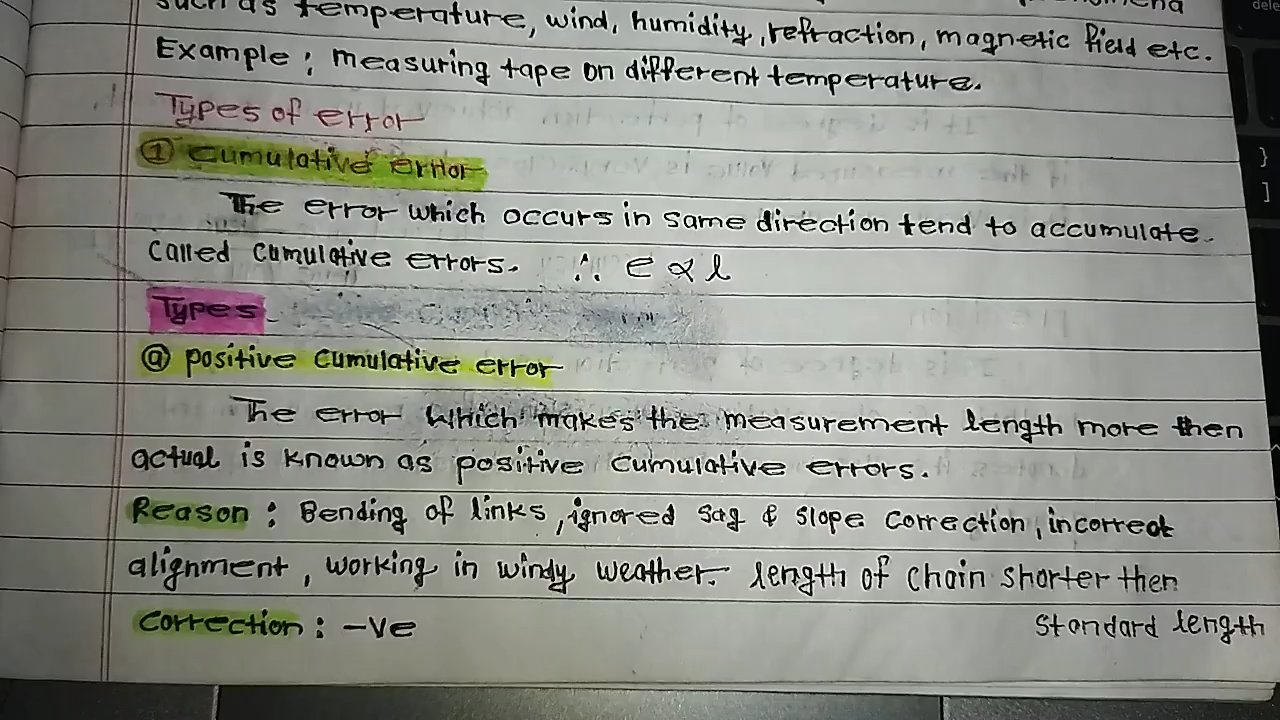 such as temperature, wind, humidity, refraction, magnetic field etc.
Example : measuring tape on different temperature.
Types of error
① Cumulative error
The error which occurs in same direction tend to accumulate.
Called Cumulative errors. ∴ e ∝ l
Types
ⓐ positive cumulative error
The error which makes the measurement length more then
actual is known as positive cumulative errors.
Reason : Bending of links, ignored sag & slope correction, incorrect
alignment, working in windy weather. length of chain shorter then
Correction : -ve standard length
dele
}
]